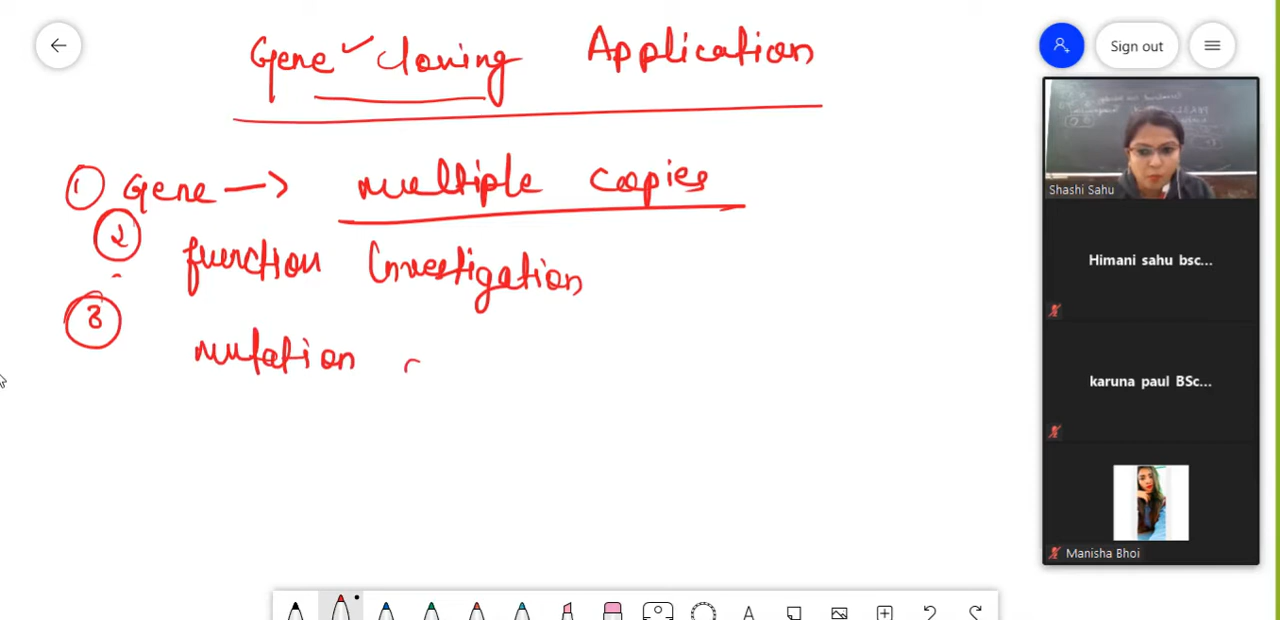 Gene cloning Application
Sign out
① Gene → multiple copies
Shashi Sahu
② function Investigation
Himani sahu bsc...
③ mutation
karuna paul BSc...
Manisha Bhoi
A